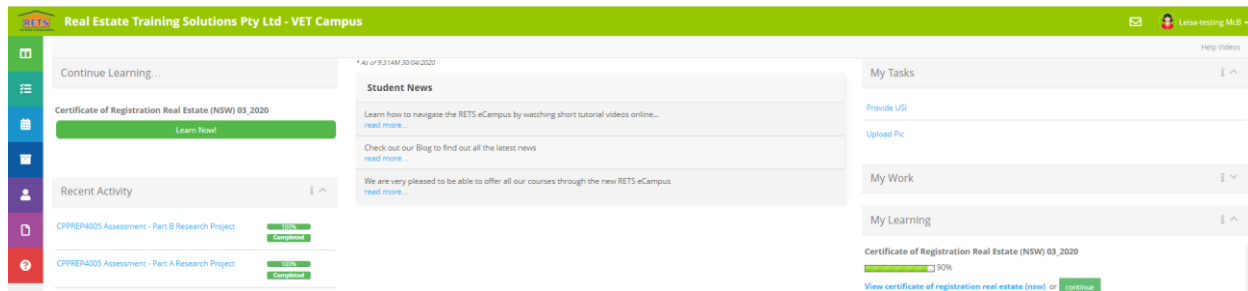 RETS
Real Estate Training Solutions Pty Ltd - VET Campus
Leisa-testing McB
Help Videos
Continue Learning...
Certificate of Registration Real Estate (NSW) 03_2020
Learn Now!
Recent Activity
CPPREP4005 Assessment - Part B Research Project
100%
Completed
CPPREP4005 Assessment - Part A Research Project
100%
Completed
* As of 9:31AM 30/04/2020
Student News
Learn how to navigate the RETS eCampus by watching short tutorial videos online...
read more...
Check out our Blog to find out all the latest news
read more...
We are very pleased to be able to offer all our courses through the new RETS eCampus
read more...
My Tasks
Provide USI
Upload Pic
My Work
My Learning
Certificate of Registration Real Estate (NSW) 03_2020
90%
View certificate of registration real estate (nsw) or continue